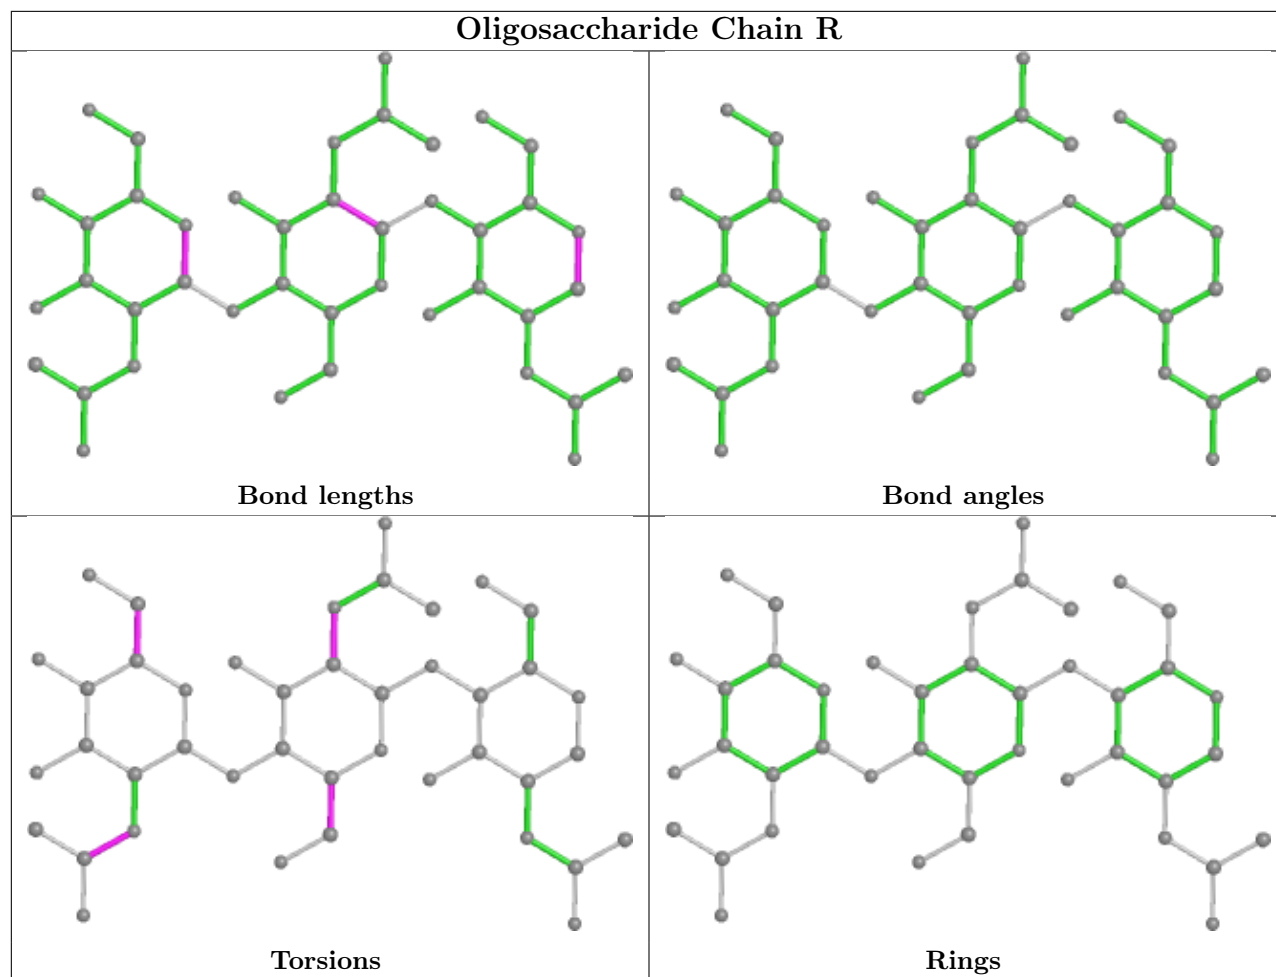 Oligosaccharide Chain R
Bond lengths
Bond angles
Torsions
Rings